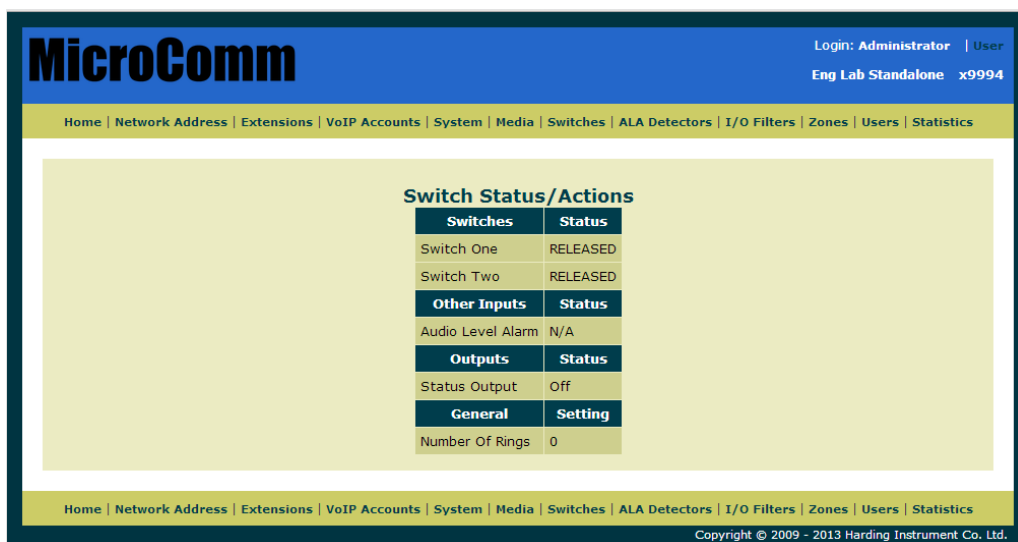 MicroComm
Login: Administrator | User
Eng Lab Standalone x9994
Home | Network Address | Extensions | VoIP Accounts | System | Media | Switches | ALA Detectors | I/O Filters | Zones | Users | Statistics
Switch Status/Actions
Switches Status
Switch One RELEASED
Switch Two RELEASED
Other Inputs Status
Audio Level Alarm N/A
Outputs Status
Status Output Off
General Setting
Number Of Rings 0
Home | Network Address | Extensions | VoIP Accounts | System | Media | Switches | ALA Detectors | I/O Filters | Zones | Users | Statistics
Copyright © 2009 - 2013 Harding Instrument Co. Ltd.